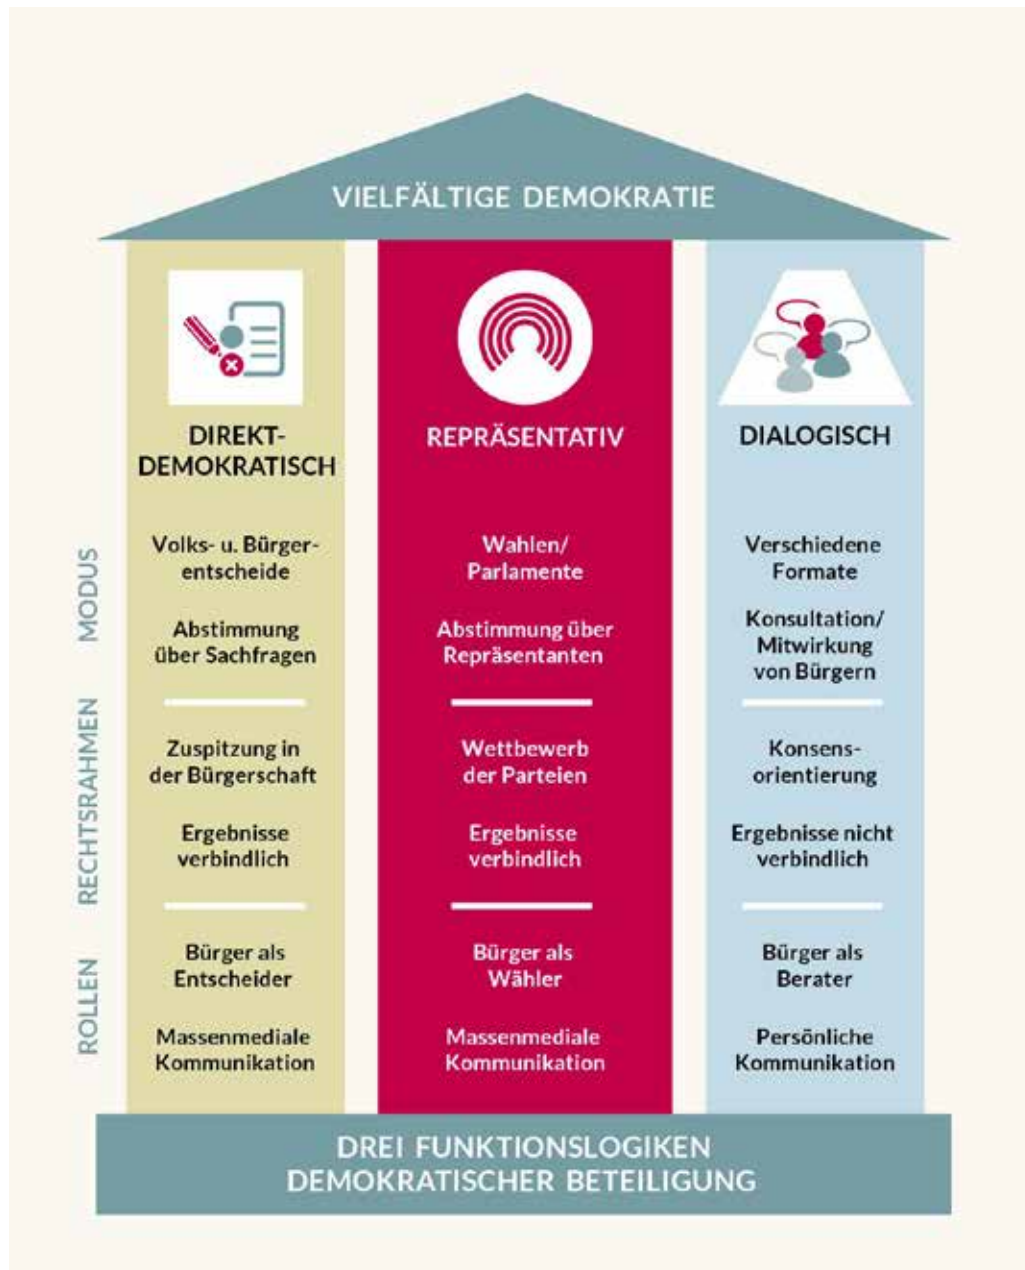 VIELFÄLTIGE DEMOKRATIE
DIREKT-
DEMOKRATISCH
REPRÄSENTATIV
DIALOGISCH
MODUS
Volks- u. Bürger-
entscheide
Wahlen/
Parlamente
Verschiedene
Formate
Abstimmung
über Sachfragen
Abstimmung über
Repräsentanten
Konsultation/
Mitwirkung
von Bürgern
RECHTSRAHMEN
Zuspitzung in
der Bürgerschaft
Wettbewerb
der Parteien
Konsens-
orientierung
Ergebnisse
verbindlich
Ergebnisse
verbindlich
Ergebnisse nicht
verbindlich
ROLLEN
Bürger als
Entscheider
Bürger als
Wähler
Bürger als
Berater
Massenmediale
Kommunikation
Massenmediale
Kommunikation
Persönliche
Kommunikation
DREI FUNKTIONSLOGIKEN
DEMOKRATISCHER BETEILIGUNG